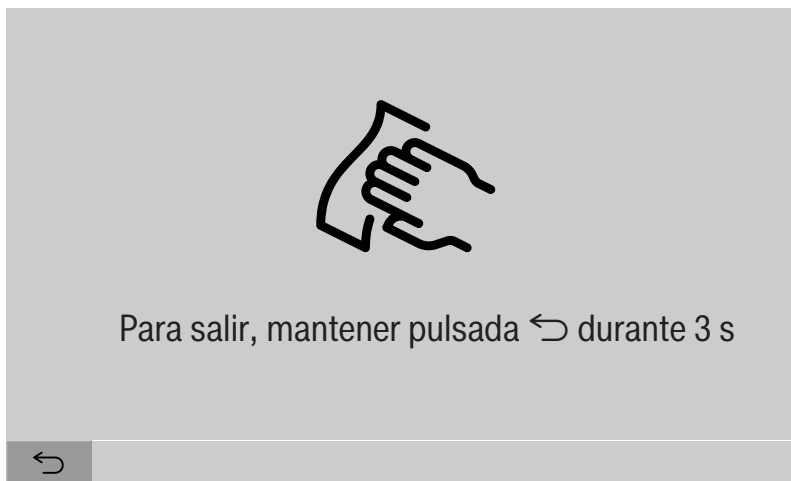 Para salir, mantener pulsada ⮌ durante 3 s